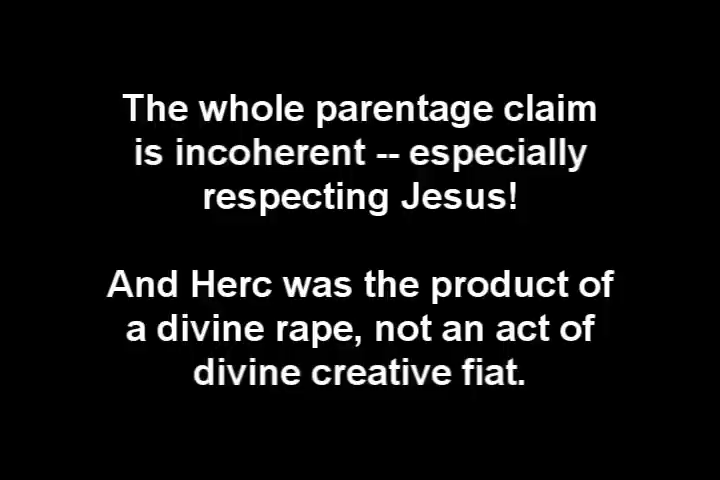 The whole parentage claim
is incoherent -- especially
respecting Jesus!
And Herc was the product of
a divine rape, not an act of
divine creative fiat.